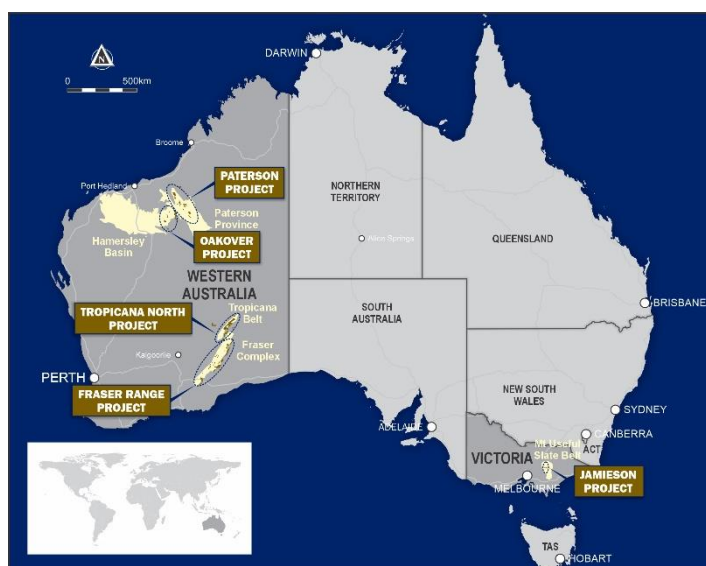 DARWIN
N
0 500km
Broome
Port Hedland
PATERSON
PROJECT
NORTHERN
TERRITORY
Paterson
Province
Alice Springs
QUEENSLAND
Hamersley
Basin
OAKOVER
PROJECT
WESTERN
AUSTRALIA
Tropicana
Belt
TROPICANA NORTH
PROJECT
SOUTH
AUSTRALIA
BRISBANE
Kalgoorlie
Fraser
Complex
PERTH
FRASER RANGE
PROJECT
NEW SOUTH
WALES
SYDNEY
ADELAIDE
CANBERRA
ACT
Mt Useful
Slate Belt
VICTORIA
MELBOURNE
JAMIESON
PROJECT
TAS
HOBART